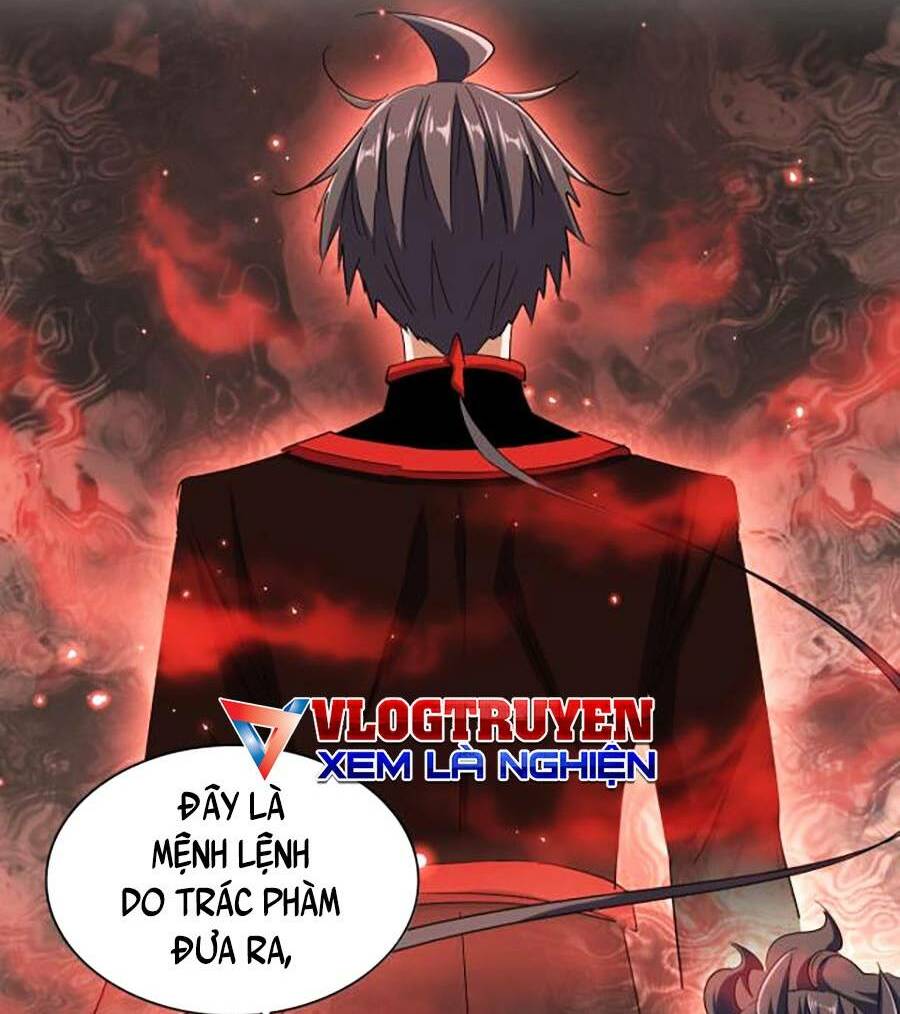 VLOGTRUYEN
XEM LÀ NGHIỆN
ĐÂY LÀ
MỆNH LỆNH
DO TRÁC PHÀM
ĐƯA RA,